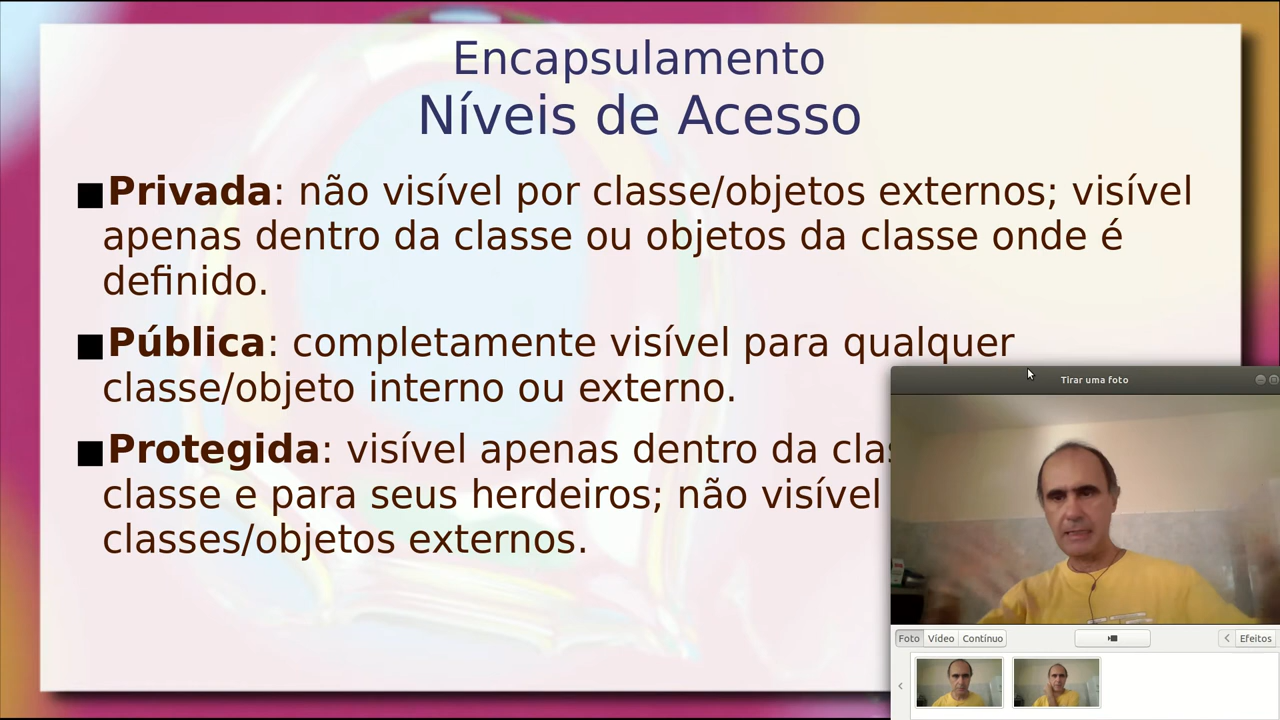 Encapsulamento
Níveis de Acesso
■Privada: não visível por classe/objetos externos; visível
apenas dentro da classe ou objetos da classe onde é
definido.
■Pública: completamente visível para qualquer
classe/objeto interno ou externo.
■Protegida: visível apenas dentro da
classe e para seus herdeiros; não visível
classes/objetos externos.
Tirar uma foto
Foto Vídeo Contínuo Efeitos